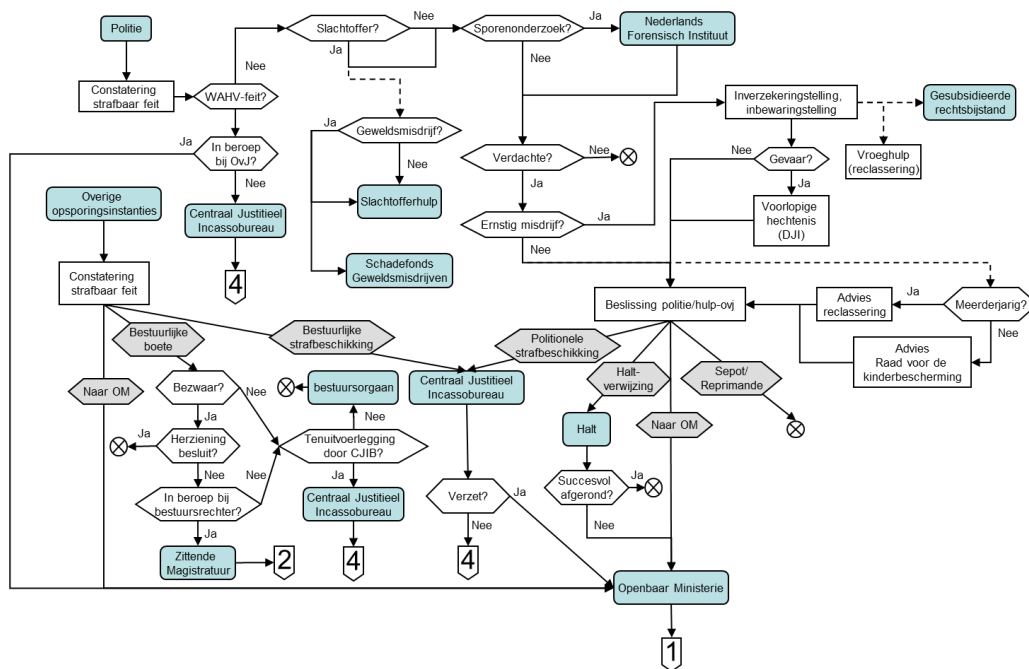 Politie
Slachtoffer?
Nee
Sporenonderzoek?
Ja
Nederlands
Forensisch Instituut
Nee
Ja
Nee
Constatering
strafbaar feit
WAHV-feit?
Inverzekeringstelling,
inbewaringstelling
Gesubsidieerde
rechtsbijstand
Ja
In beroep
bij OvJ?
Ja
Geweldsmisdrijf?
Nee
Verdachte?
Nee
Nee
Gevaar?
Vroeghulp
(reclassering)
Nee
Ja
Ja
Overige
opsporingsinstanties
Centraal Justitieel
Incassobureau
Slachtofferhulp
Ernstig misdrijf?
Ja
Voorlopige
hechtenis
(DJI)
Nee
Constatering
strafbaar feit
4
Schadefonds
Geweldsmisdrijven
Beslissing politie/hulp-ovj
Advies
reclassering
Ja
Meerderjarig?
Nee
Bestuurlijke
boete
Bestuurlijke
strafbeschikking
Politionele
strafbeschikking
Advies
Raad voor de
kinderbescherming
Naar OM
Bezwaar?
Nee
bestuursorgaan
Centraal Justitieel
Incassobureau
Halt-
verwijzing
Sepot/
Reprimande
Ja
Nee
Ja
Herziening
besluit?
Tenuitvoerlegging
door CJIB?
Halt
Naar OM
Nee
Nee
Ja
In beroep bij
bestuursrechter?
Centraal Justitieel
Incassobureau
Verzet?
Ja
Succesvol
afgerond?
Ja
Ja
Nee
Nee
Zittende
Magistratuur
2
4
4
Openbaar Ministerie
1